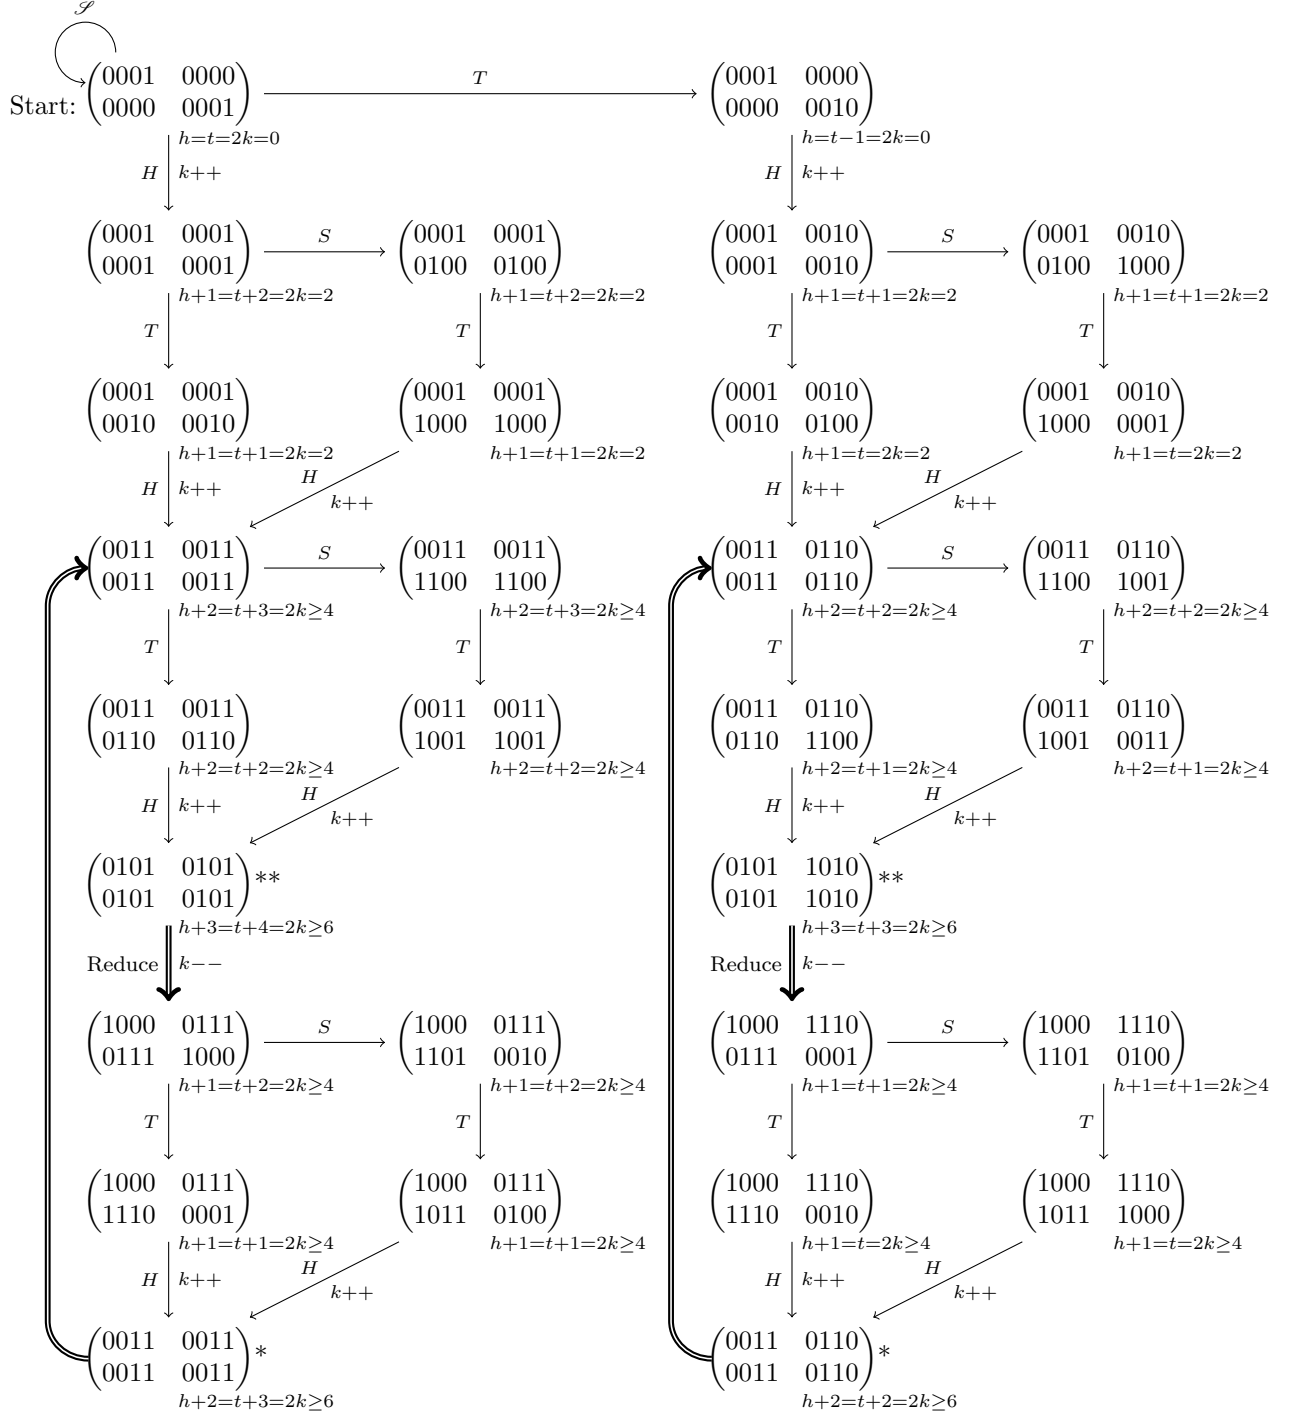 𝒮
Start: (0001 0000 T (0001 0000
0000 0001) 0000 0010)
h=t=2k=0 h=t−1=2k=0
H k++ H k++
(0001 0001 S (0001 0001 (0001 0010 S (0001 0010
0001 0001) 0100 0100) 0001 0010) 0100 1000)
h+1=t+2=2k=2 h+1=t+2=2k=2 h+1=t+1=2k=2 h+1=t+1=2k=2
T T T T
(0001 0001 (0001 0001 (0001 0010 (0001 0010
0010 0010) 1000 1000) 0010 0100) 1000 0001)
h+1=t+1=2k=2 h+1=t+1=2k=2 h+1=t=2k=2 h+1=t=2k=2
H k++ H k++ H k++ H k++
(0011 0011 S (0011 0011 (0011 0110 S (0011 0110
0011 0011) 1100 1100) 0011 0110) 1100 1001)
h+2=t+3=2k≥4 h+2=t+3=2k≥4 h+2=t+2=2k≥4 h+2=t+2=2k≥4
T T T T
(0011 0011 (0011 0011 (0011 0110 (0011 0110
0110 0110) 1001 1001) 0110 1100) 1001 0011)
h+2=t+2=2k≥4 h+2=t+2=2k≥4 h+2=t+1=2k≥4 h+2=t+1=2k≥4
H k++ H k++ H k++ H k++
(0101 0101 (0101 1010
0101 0101)** 0101 1010)**
h+3=t+4=2k≥6 h+3=t+3=2k≥6
Reduce k−− Reduce k−−
(1000 0111 S (1000 0111 (1000 1110 S (1000 1110
0111 1000) 1101 0010) 0111 0001) 1101 0100)
h+1=t+2=2k≥4 h+1=t+2=2k≥4 h+1=t+1=2k≥4 h+1=t+1=2k≥4
T T T T
(1000 0111 (1000 0111 (1000 1110 (1000 1110
1110 0001) 1011 0100) 1110 0010) 1011 1000)
h+1=t+1=2k≥4 h+1=t+1=2k≥4 h+1=t=2k≥4 h+1=t=2k≥4
H k++ H k++ H k++ H k++
(0011 0011 (0011 0110
0011 0011)* 0011 0110)*
h+2=t+3=2k≥6 h+2=t+2=2k≥6